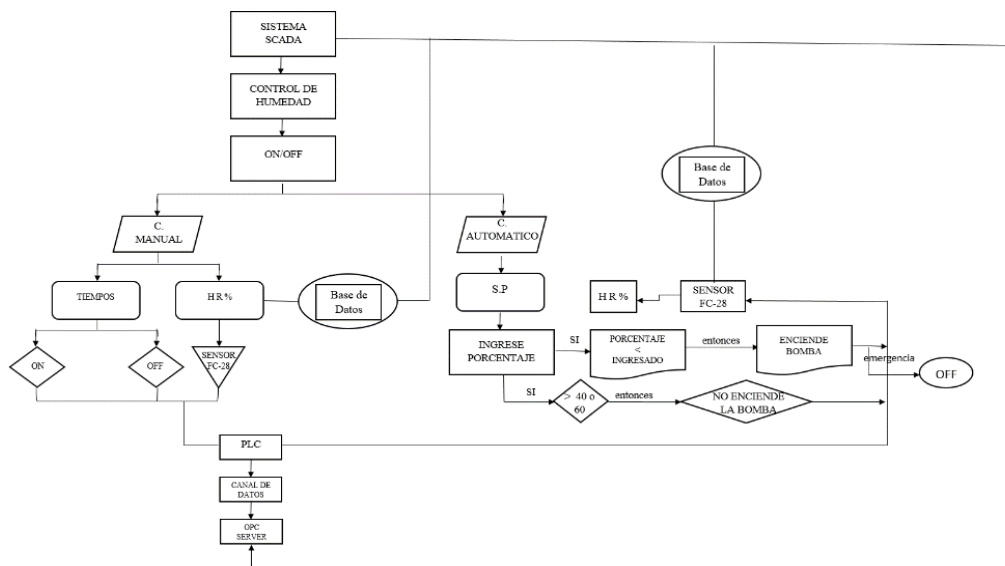 SISTEMA
SCADA
CONTROL DE
HUMEDAD
ON/OFF
C.
MANUAL
C.
AUTOMATICO
TIEMPOS
H R %
Base de
Datos
ON
OFF
SENSOR
FC-28
S.P
INGRESE
PORCENTAJE
SI
PORCENTAJE
<
INGRESADO
entonces
ENCIENDE
BOMBA
emergencia
OFF
SI
> 40 o
60
entonces
NO ENCIENDE
LA BOMBA
Base de
Datos
H R %
SENSOR
FC-28
PLC
CANAL DE
DATOS
OPC
SERVER